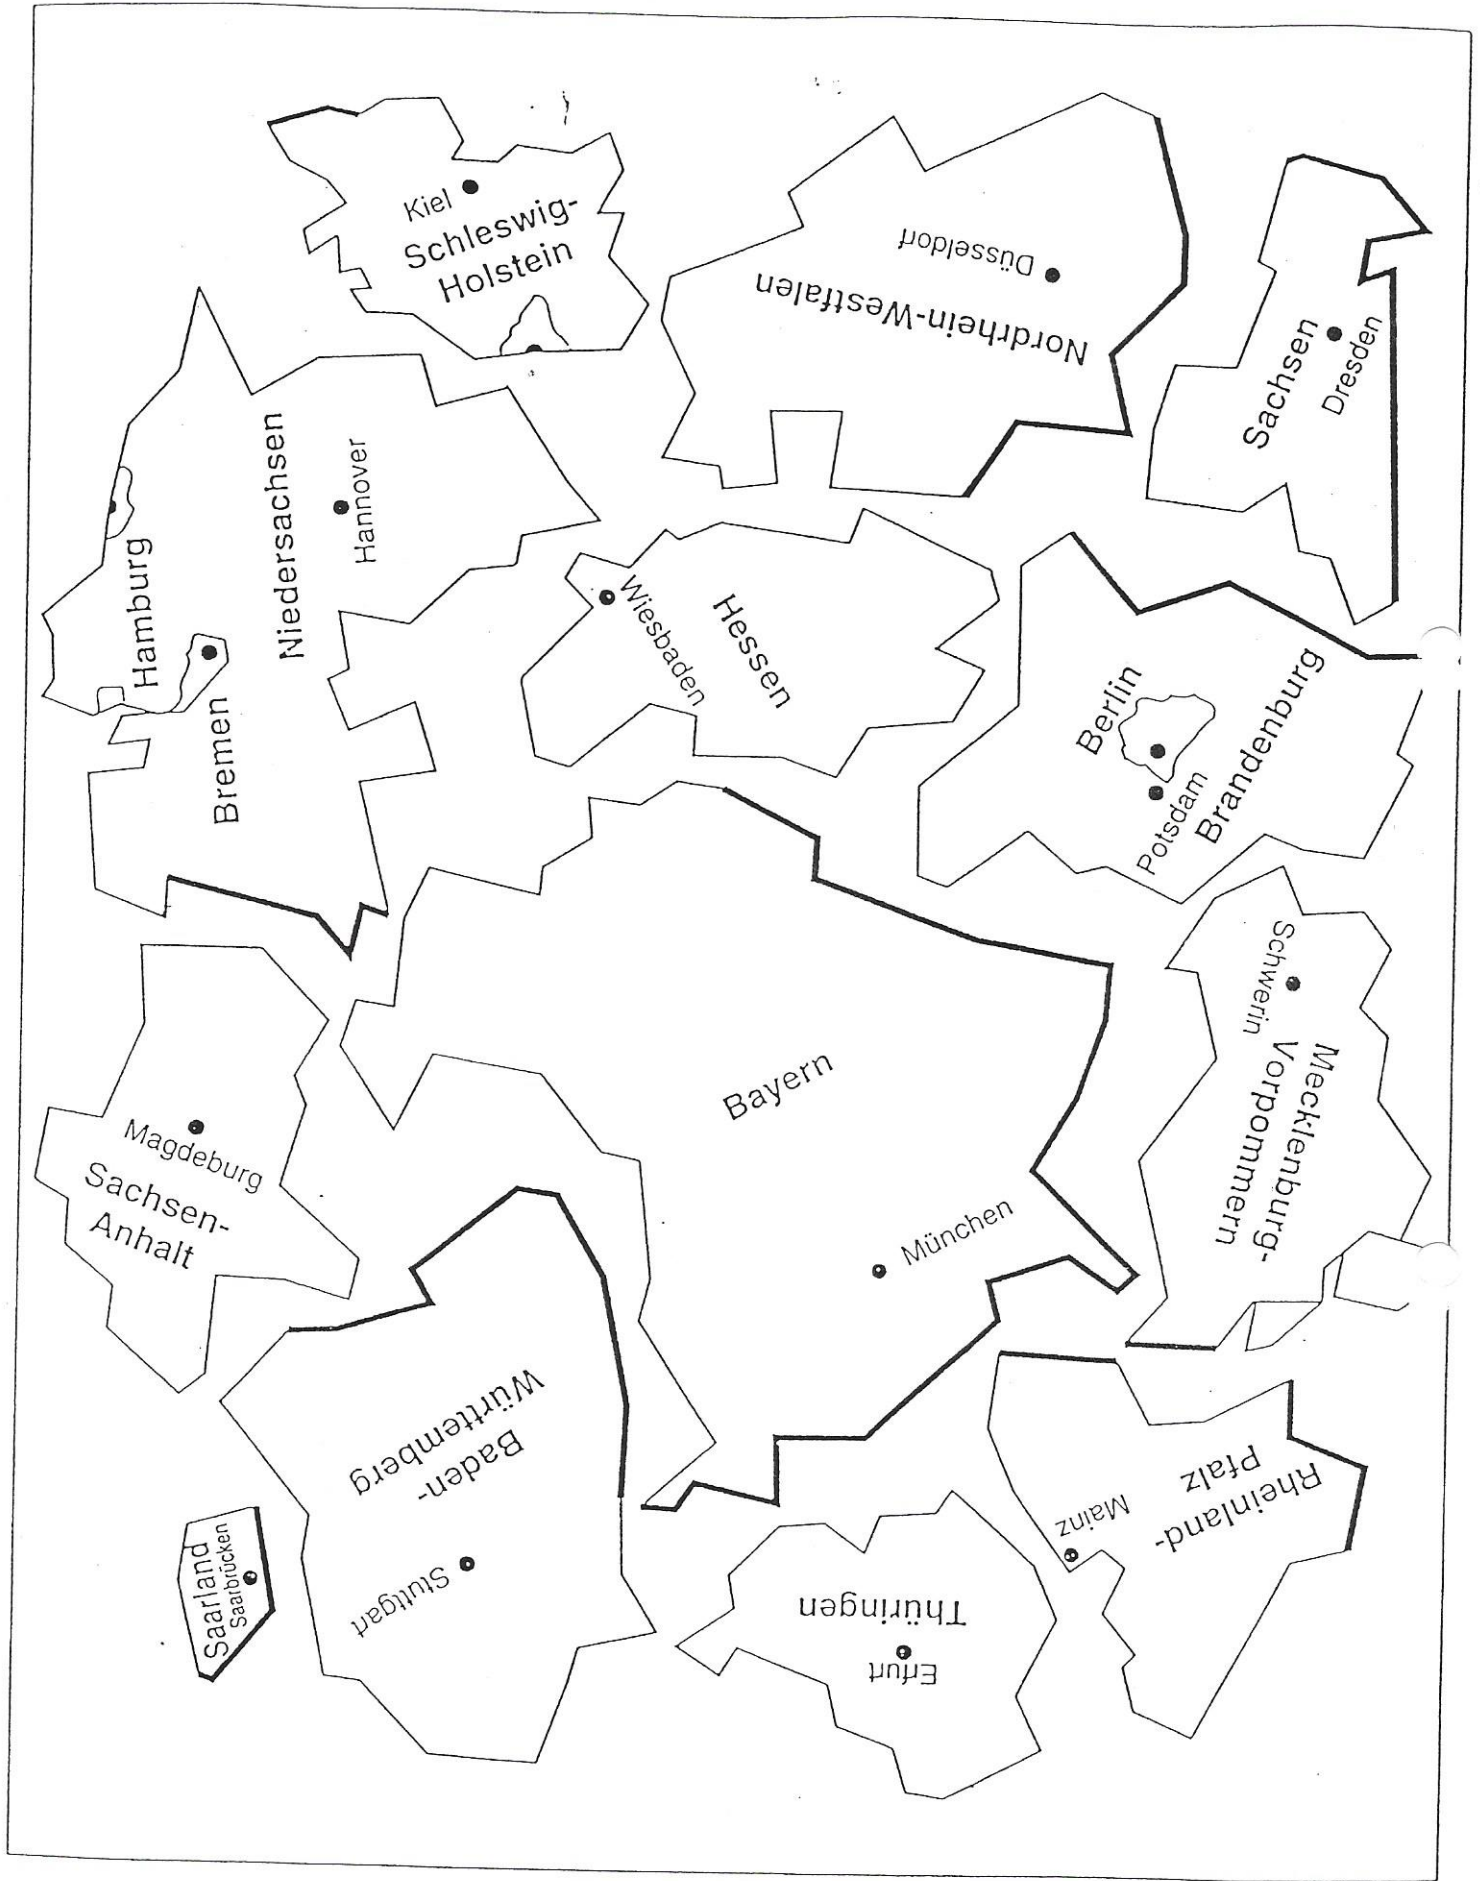 Kiel
Schleswig-
Holstein
Düsseldorf
Nordrhein-Westfalen
Sachsen
Dresden
Hamburg
Niedersachsen
Hannover
Bremen
Wiesbaden
Hessen
Berlin
Potsdam
Brandenburg
Schwerin
Mecklenburg-
Vorpommern
Bayern
München
Magdeburg
Sachsen-
Anhalt
Baden-
Württemberg
Stuttgart
Saarland
Saarbrücken
Thüringen
Erfurt
Rheinland-
Pfalz
Mainz